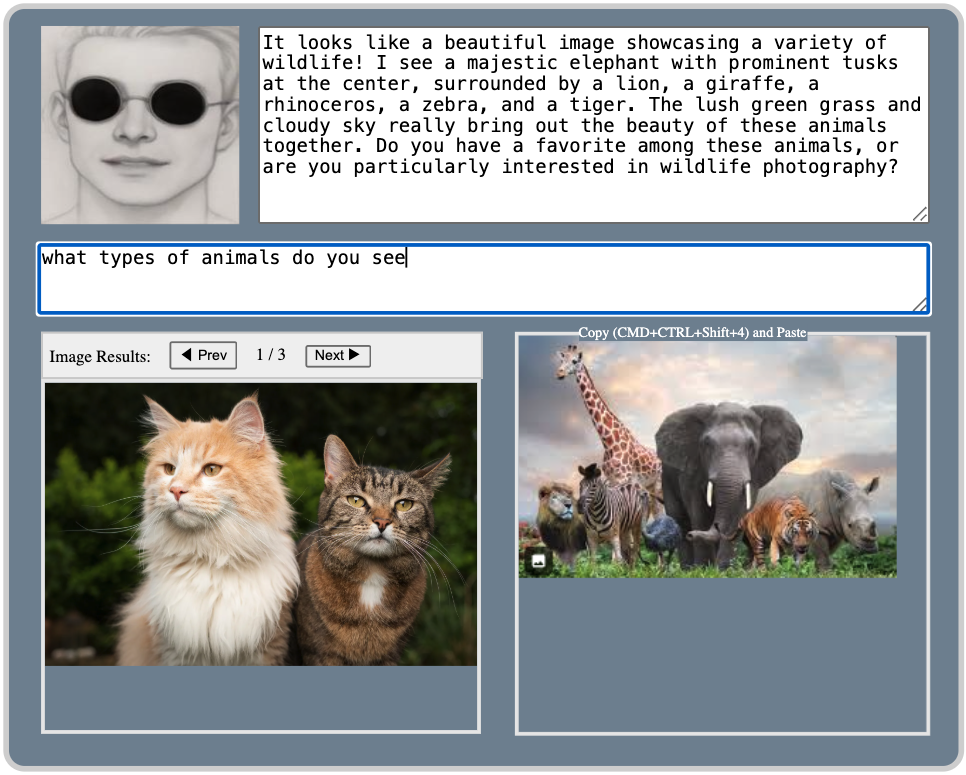 It looks like a beautiful image showcasing a variety of
wildlife! I see a majestic elephant with prominent tusks
at the center, surrounded by a lion, a giraffe, a
rhinoceros, a zebra, and a tiger. The lush green grass and
cloudy sky really bring out the beauty of these animals
together. Do you have a favorite among these animals, or
are you particularly interested in wildlife photography?
what types of animals do you see
Image Results: ◀ Prev 1 / 3 Next ▶
Copy (CMD+CTRL+Shift+4) and Paste